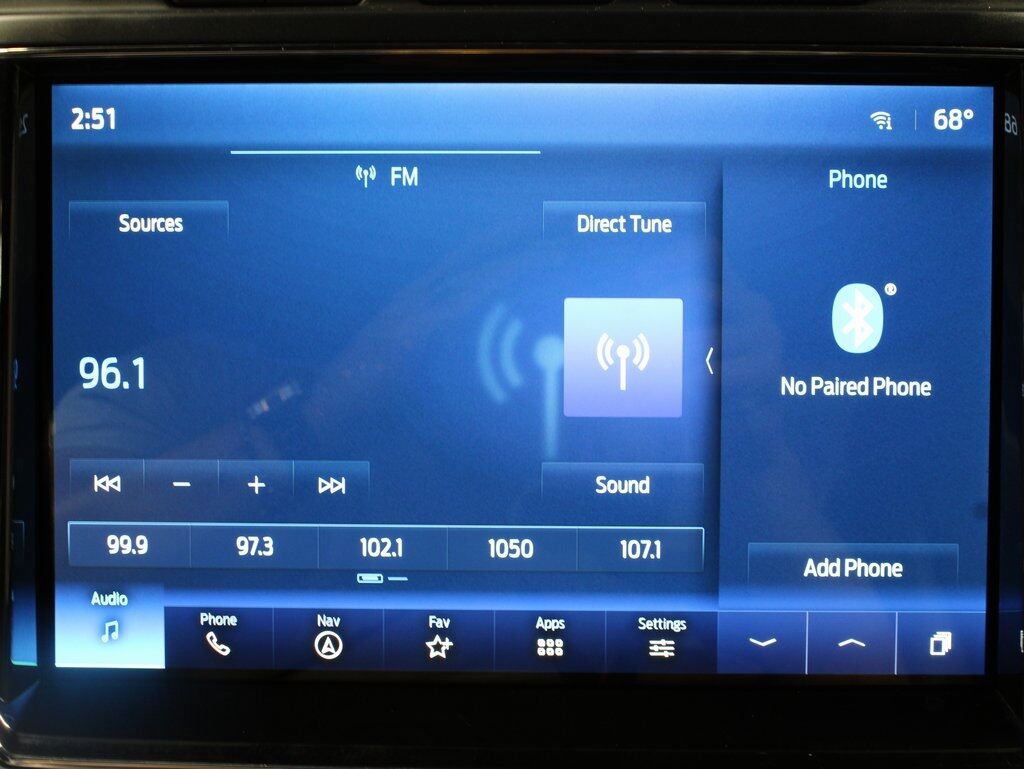 2:51
68°
FM
Phone
Sources
Direct Tune
96.1
No Paired Phone
Sound
99.9 97.3 102.1 1050 107.1
Add Phone
Audio Phone Nav Fav Apps Settings